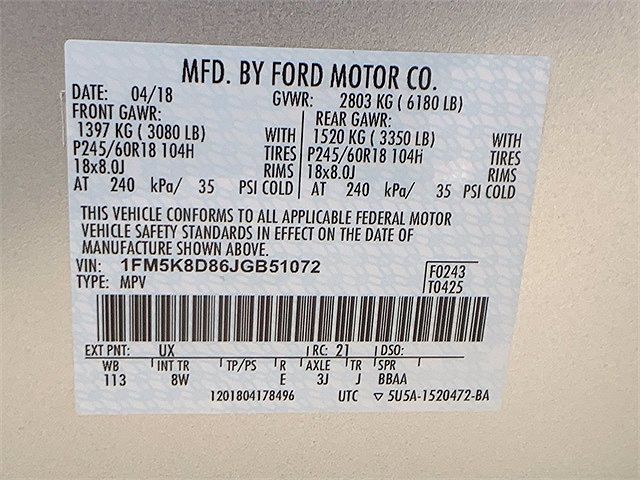 MFD. BY FORD MOTOR CO.
DATE: 04/18 GVWR: 2803 KG ( 6180 LB)
FRONT GAWR: REAR GAWR:
1397 KG ( 3080 LB) WITH 1520 KG ( 3350 LB) WITH
P245/60R18 104H TIRES P245/60R18 104H TIRES
18x8.0J RIMS 18x8.0J RIMS
AT 240 kPa/ 35 PSI COLD AT 240 kPa/ 35 PSI COLD
THIS VEHICLE CONFORMS TO ALL APPLICABLE FEDERAL MOTOR
VEHICLE SAFETY STANDARDS IN EFFECT ON THE DATE OF
MANUFACTURE SHOWN ABOVE.
VIN: 1FM5K8D86JGB51072 F0243
TYPE: MPV T0425
EXT PNT: UX RC: 21 DSO:
WB INT TR TP/PS R AXLE TR SPR
113 8W E 3J J BBAA
1201804178496 UTC ▽ 5U5A-1520472-BA